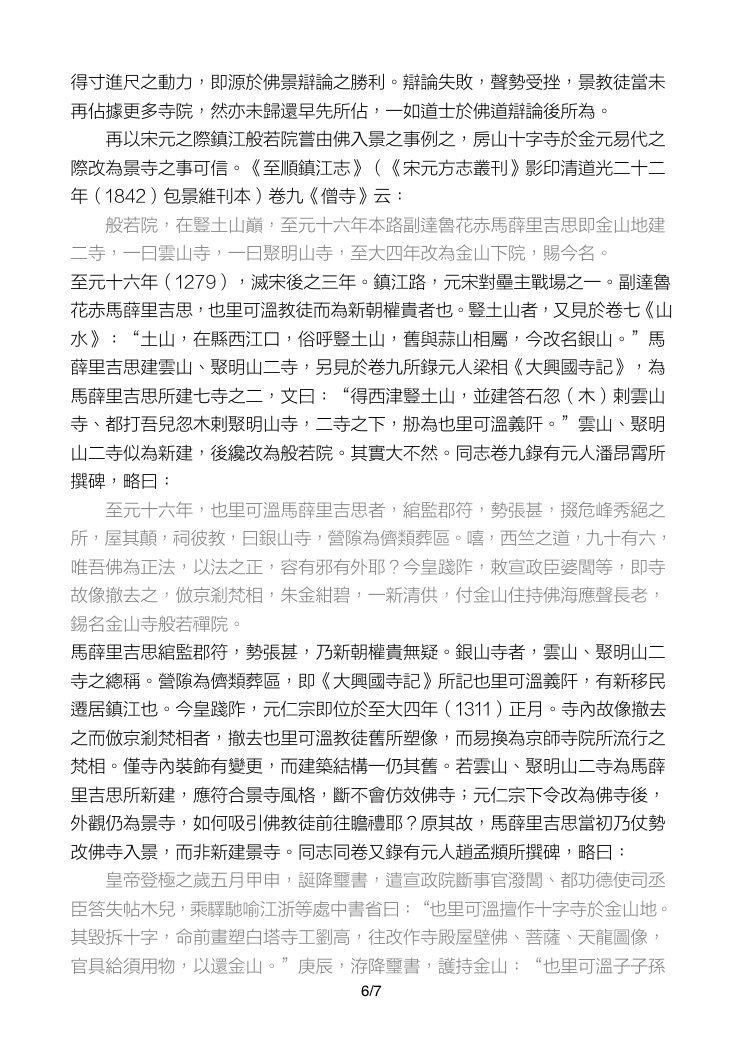 得寸進尺之動力，即源於佛景辯論之勝利。辯論失敗，聲勢受挫，景教徒當未
再佔據更多寺院，然亦未歸還早先所佔，一如道士於佛道辯論後所為。
再以宋元之際鎮江般若院嘗由佛入景之事例之，房山十字寺於金元易代之
際改為景寺之事可信。《至順鎮江志》（《宋元方志叢刊》影印清道光二十二
年（1842）包景維刊本）卷九《僧寺》云：
般若院，在豎土山巔，至元十六年本路副達魯花赤馬薛里吉思即金山地建
二寺，一曰雲山寺，一曰聚明山寺，至大四年改為金山下院，賜今名。
至元十六年（1279），滅宋後之三年。鎮江路，元宋對壘主戰場之一。副達魯
花赤馬薛里吉思，也里可溫教徒而為新朝權貴者也。豎土山者，又見於卷七《山
水》：“土山，在縣西江口，俗呼豎土山，舊與蒜山相屬，今改名銀山。”馬
薛里吉思建雲山、聚明山二寺，另見於卷九所錄元人梁相《大興國寺記》，為
馬薛里吉思所建七寺之二，文曰：“得西津豎土山，並建答石忽（木）剌雲山
寺、都打吾兒忽木剌聚明山寺，二寺之下，刱為也里可溫義阡。”雲山、聚明
山二寺似為新建，後纔改為般若院。其實大不然。同志卷九錄有元人潘昂霄所
撰碑，略曰：
至元十六年，也里可溫馬薛里吉思者，綰監郡符，勢張甚，掇危峰秀絕之
所，屋其顛，祠彼教，曰銀山寺，營隙為儕類葬區。嘻，西竺之道，九十有六，
唯吾佛為正法，以法之正，容有邪有外耶？今皇踐阼，敕宣政臣婆閭等，即寺
故像撤去之，倣京剎梵相，朱金紺碧，一新清供，付金山住持佛海應聲長老，
錫名金山寺般若禪院。
馬薛里吉思綰監郡符，勢張甚，乃新朝權貴無疑。銀山寺者，雲山、聚明山二
寺之總稱。營隙為儕類葬區，即《大興國寺記》所記也里可溫義阡，有新移民
遷居鎮江也。今皇踐阼，元仁宗即位於至大四年（1311）正月。寺內故像撤去
之而倣京剎梵相者，撤去也里可溫教徒舊所塑像，而易換為京師寺院所流行之
梵相。僅寺內裝飾有變更，而建築結構一仍其舊。若雲山、聚明山二寺為馬薛
里吉思所新建，應符合景寺風格，斷不會仿效佛寺；元仁宗下令改為佛寺後，
外觀仍為景寺，如何吸引佛教徒前往瞻禮耶？原其故，馬薛里吉思當初乃仗勢
改佛寺入景，而非新建景寺。同志同卷又錄有元人趙孟頫所撰碑，略曰：
皇帝登極之歲五月甲申，誕降璽書，遣宣政院斷事官潑閭、都功德使司丞
臣答失帖木兒，乘驛馳喻江浙等處中書省曰：“也里可溫擅作十字寺於金山地。
其毀拆十字，命前畫塑白塔寺工劉高，往改作寺殿屋壁佛、菩薩、天龍圖像，
官具給須用物，以還金山。”庚辰，洊降璽書，護持金山：“也里可溫子子孫
6/7